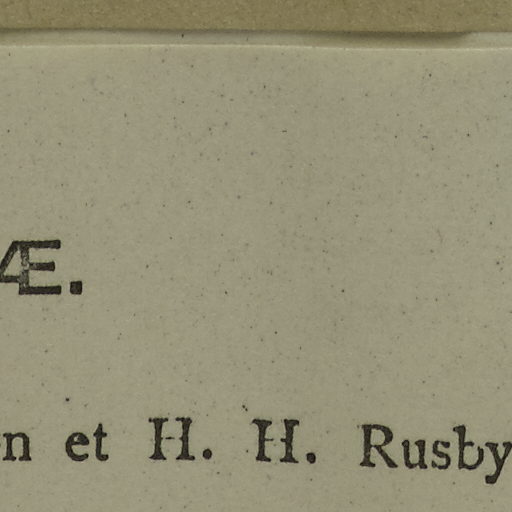 Æ.
n et H. H. Rusby